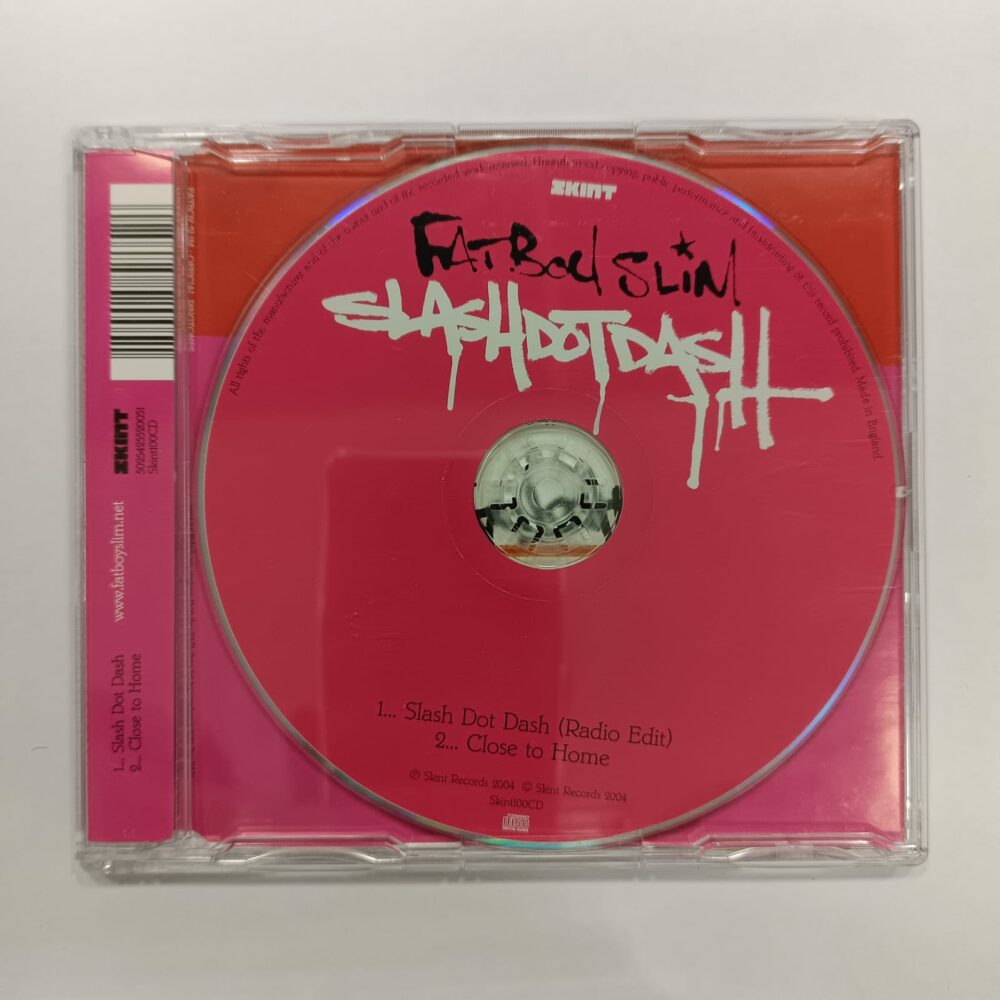 SKINT
FATBOY SLIM
SLASHDOTDASH
All rights of the manufacturer and of the owner and of the recorded work reserved. Unauthorised copying, public performance and broadcasting of this record prohibited. Made in England.
1... Slash Dot Dash (Radio Edit)
2... Close to Home
℗ Skint Records 2004 © Skint Records 2004
Skint100CD
disc
SKINT
5025425520051
Skint100CD
www.fatboyslim.net
1... Slash Dot Dash
2... Close to Home